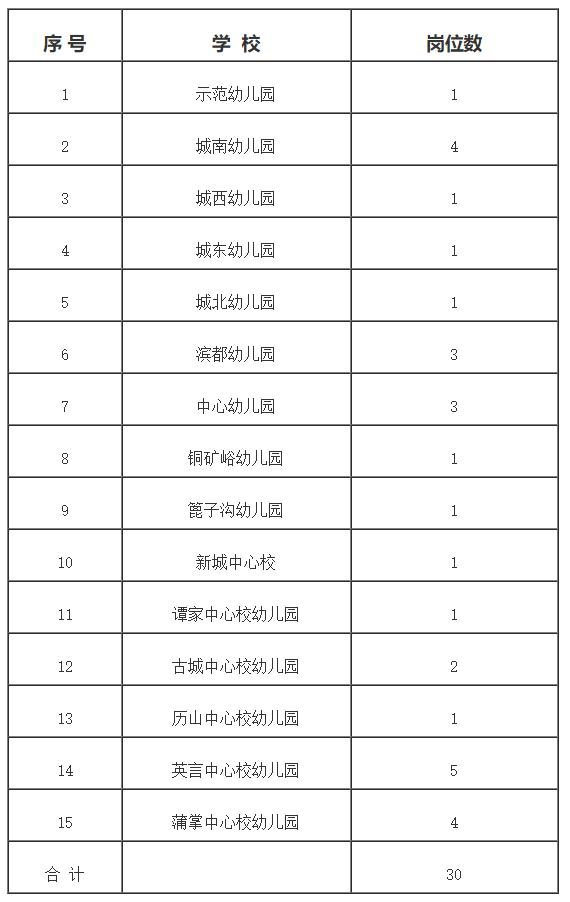 序 号 学 校 岗位数
1 示范幼儿园 1
2 城南幼儿园 4
3 城西幼儿园 1
4 城东幼儿园 1
5 城北幼儿园 1
6 滨都幼儿园 3
7 中心幼儿园 3
8 铜矿峪幼儿园 1
9 篦子沟幼儿园 1
10 新城中心校 1
11 谭家中心校幼儿园 1
12 古城中心校幼儿园 2
13 历山中心校幼儿园 1
14 英言中心校幼儿园 5
15 蒲掌中心校幼儿园 4
合 计 30